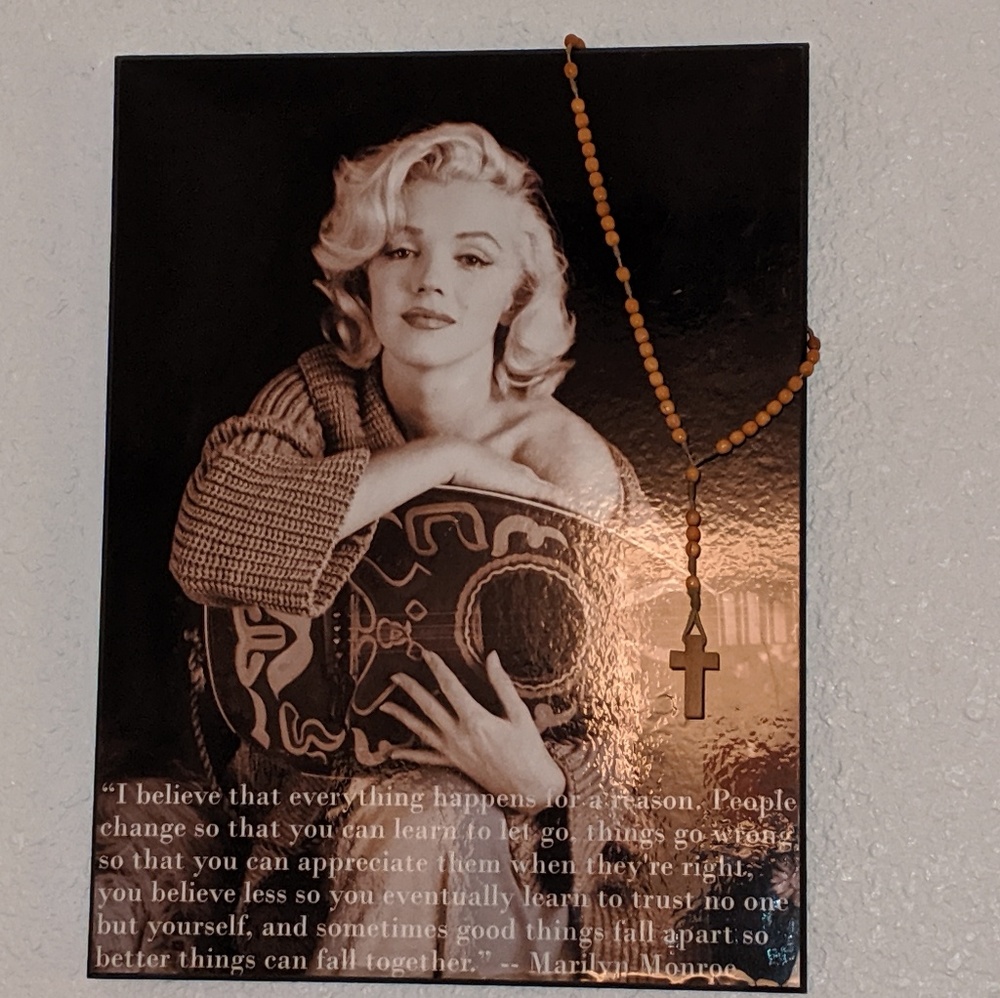 “I believe that everything happens for a reason. People
change so that you can learn to let go, things go wrong
so that you can appreciate them when they're right,
you believe less so you eventually learn to trust no one
but yourself, and sometimes good things fall apart so
better things can fall together.” -- Marilyn Monroe